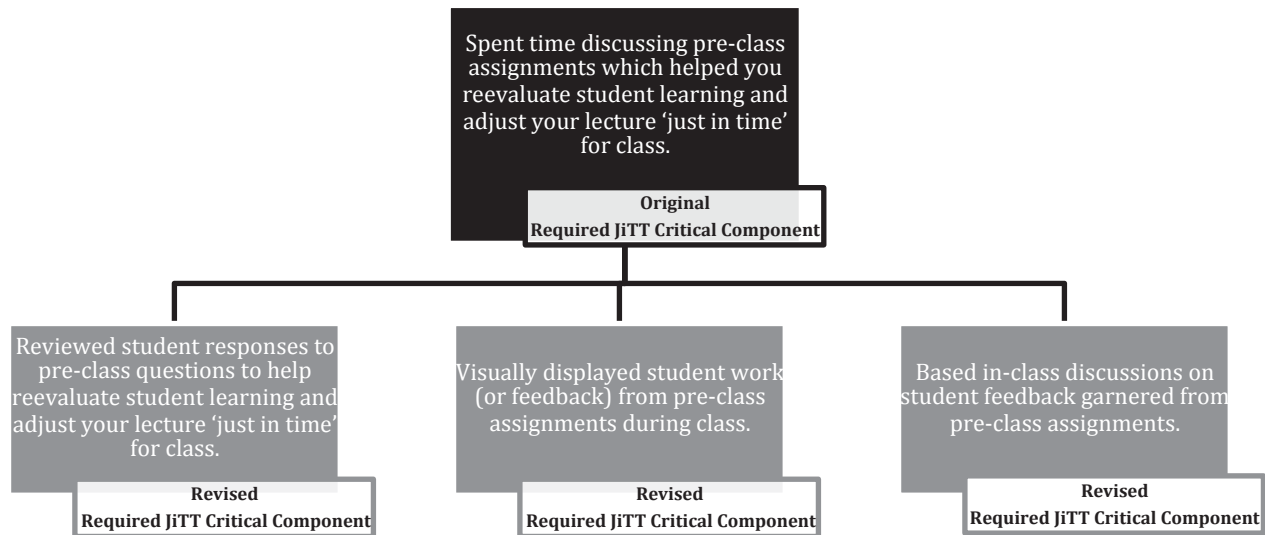 Spent time discussing pre-class
assignments which helped you
reevaluate student learning and
adjust your lecture ‘just in time’
for class.
Original
Required JiTT Critical Component
Reviewed student responses to
pre-class questions to help
reevaluate student learning and
adjust your lecture ‘just in time’
for class.
Revised
Required JiTT Critical Component
Visually displayed student work
(or feedback) from pre-class
assignments during class.
Revised
Required JiTT Critical Component
Based in-class discussions on
student feedback garnered from
pre-class assignments.
Revised
Required JiTT Critical Component